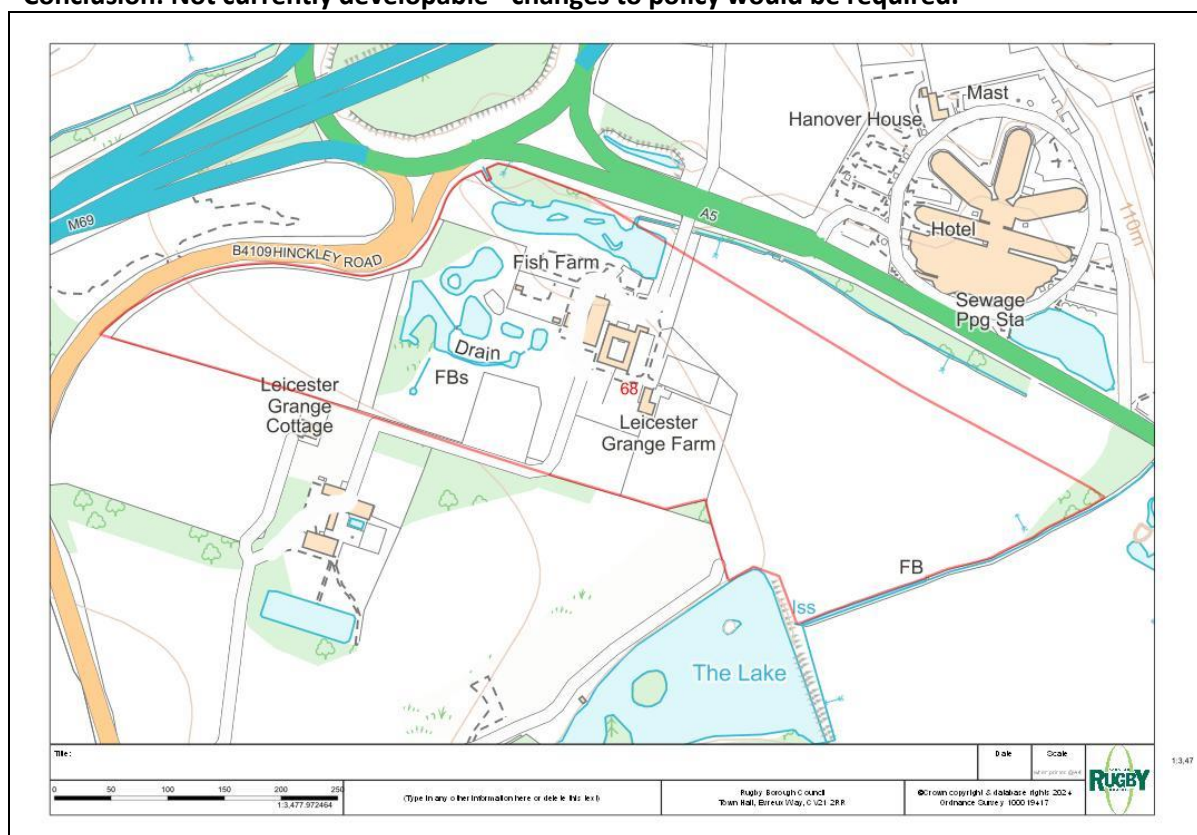 Conclusion: Not currently developable - changes to policy would be required.
Mast
Hanover House
M69
A5
B4109 HINCKLEY ROAD
Hotel
110m
Fish Farm
Sewage
Ppg Sta
Drain
FBs
68
Leicester
Grange
Cottage
Leicester
Grange Farm
FB
Iss
The Lake
Title:
Date
Scale
when printed @A4
0 50 100 150 200 250
1:3,477.972464
(Type in any other information here or delete this text)
Rugby Borough Council
Town Hall, Evreux Way, CV21 2RR
©Crown copyright & database rights 2024
Ordnance Survey 100019417
RUGBY
1:3,47